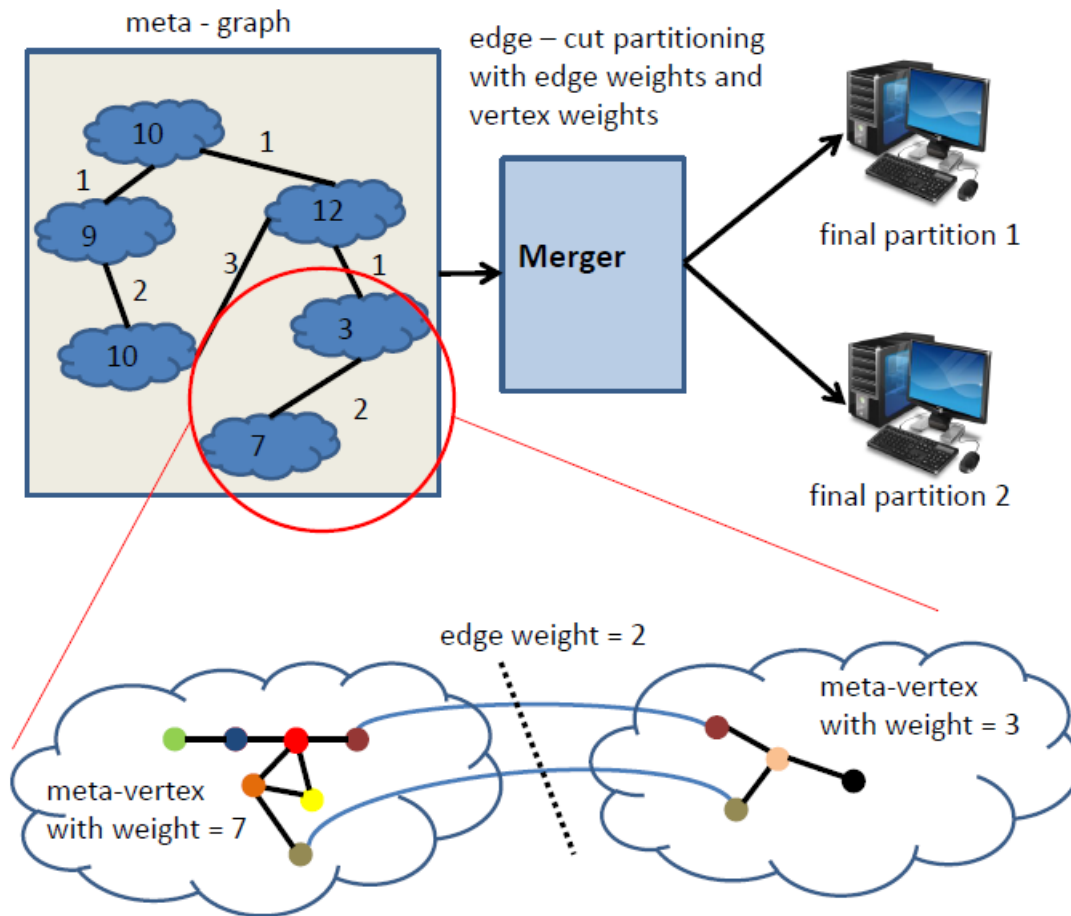 meta - graph
edge – cut partitioning
with edge weights and
vertex weights
10
1
1
9
12
2
3
1
10
3
2
7
Merger
final partition 1
final partition 2
edge weight = 2
meta-vertex
with weight = 3
meta-vertex
with weight = 7